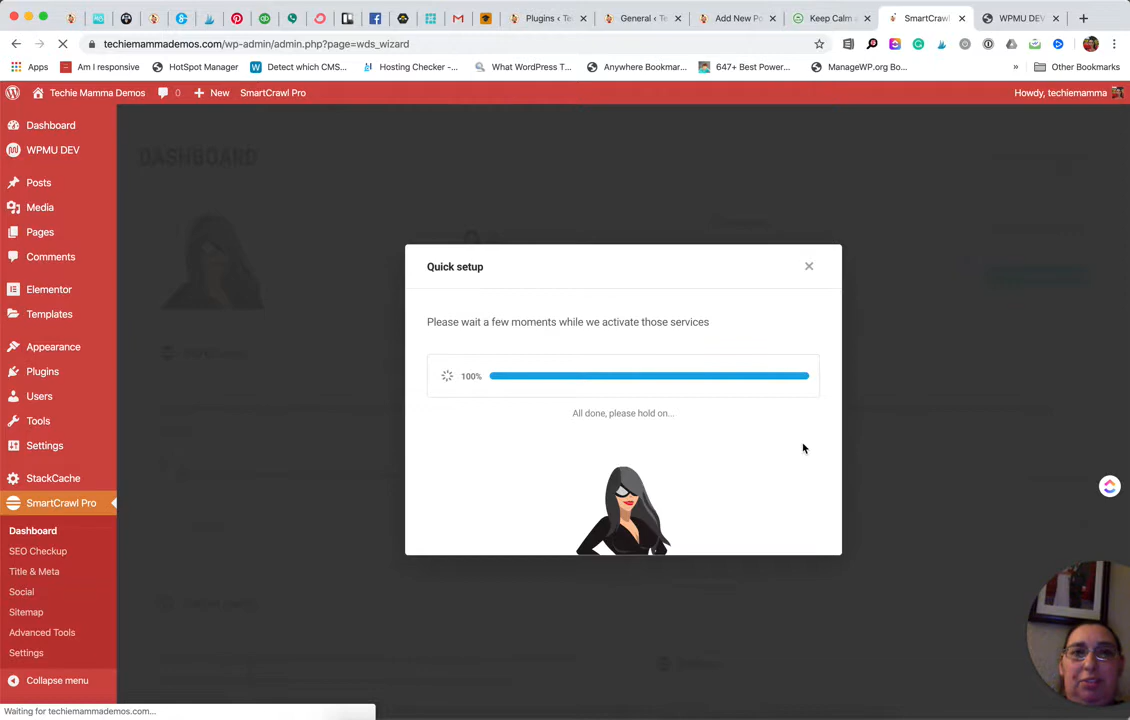 Plugins < Te
General < Te
Add New Po
Keep Calm a
SmartCrawl
WPMU DEV
techiemammademos.com/wp-admin/admin.php?page=wds_wizard
Apps
Am I responsive
HotSpot Manager
Detect which CMS...
Hosting Checker -...
What WordPress T...
Anywhere Bookmar...
647+ Best Power...
ManageWP.org Bo...
»
Other Bookmarks
Techie Mamma Demos
0
New
SmartCrawl Pro
Howdy, techiemamma
Dashboard
WPMU DEV
Posts
Media
Pages
Comments
Elementor
Templates
Appearance
Plugins
Users
Tools
Settings
StackCache
SmartCrawl Pro
Dashboard
SEO Checkup
Title & Meta
Social
Sitemap
Advanced Tools
Settings
Collapse menu
DASHBOARD
Quick setup
Please wait a few moments while we activate those services
100%
All done, please hold on...
Waiting for techiemammademos.com...